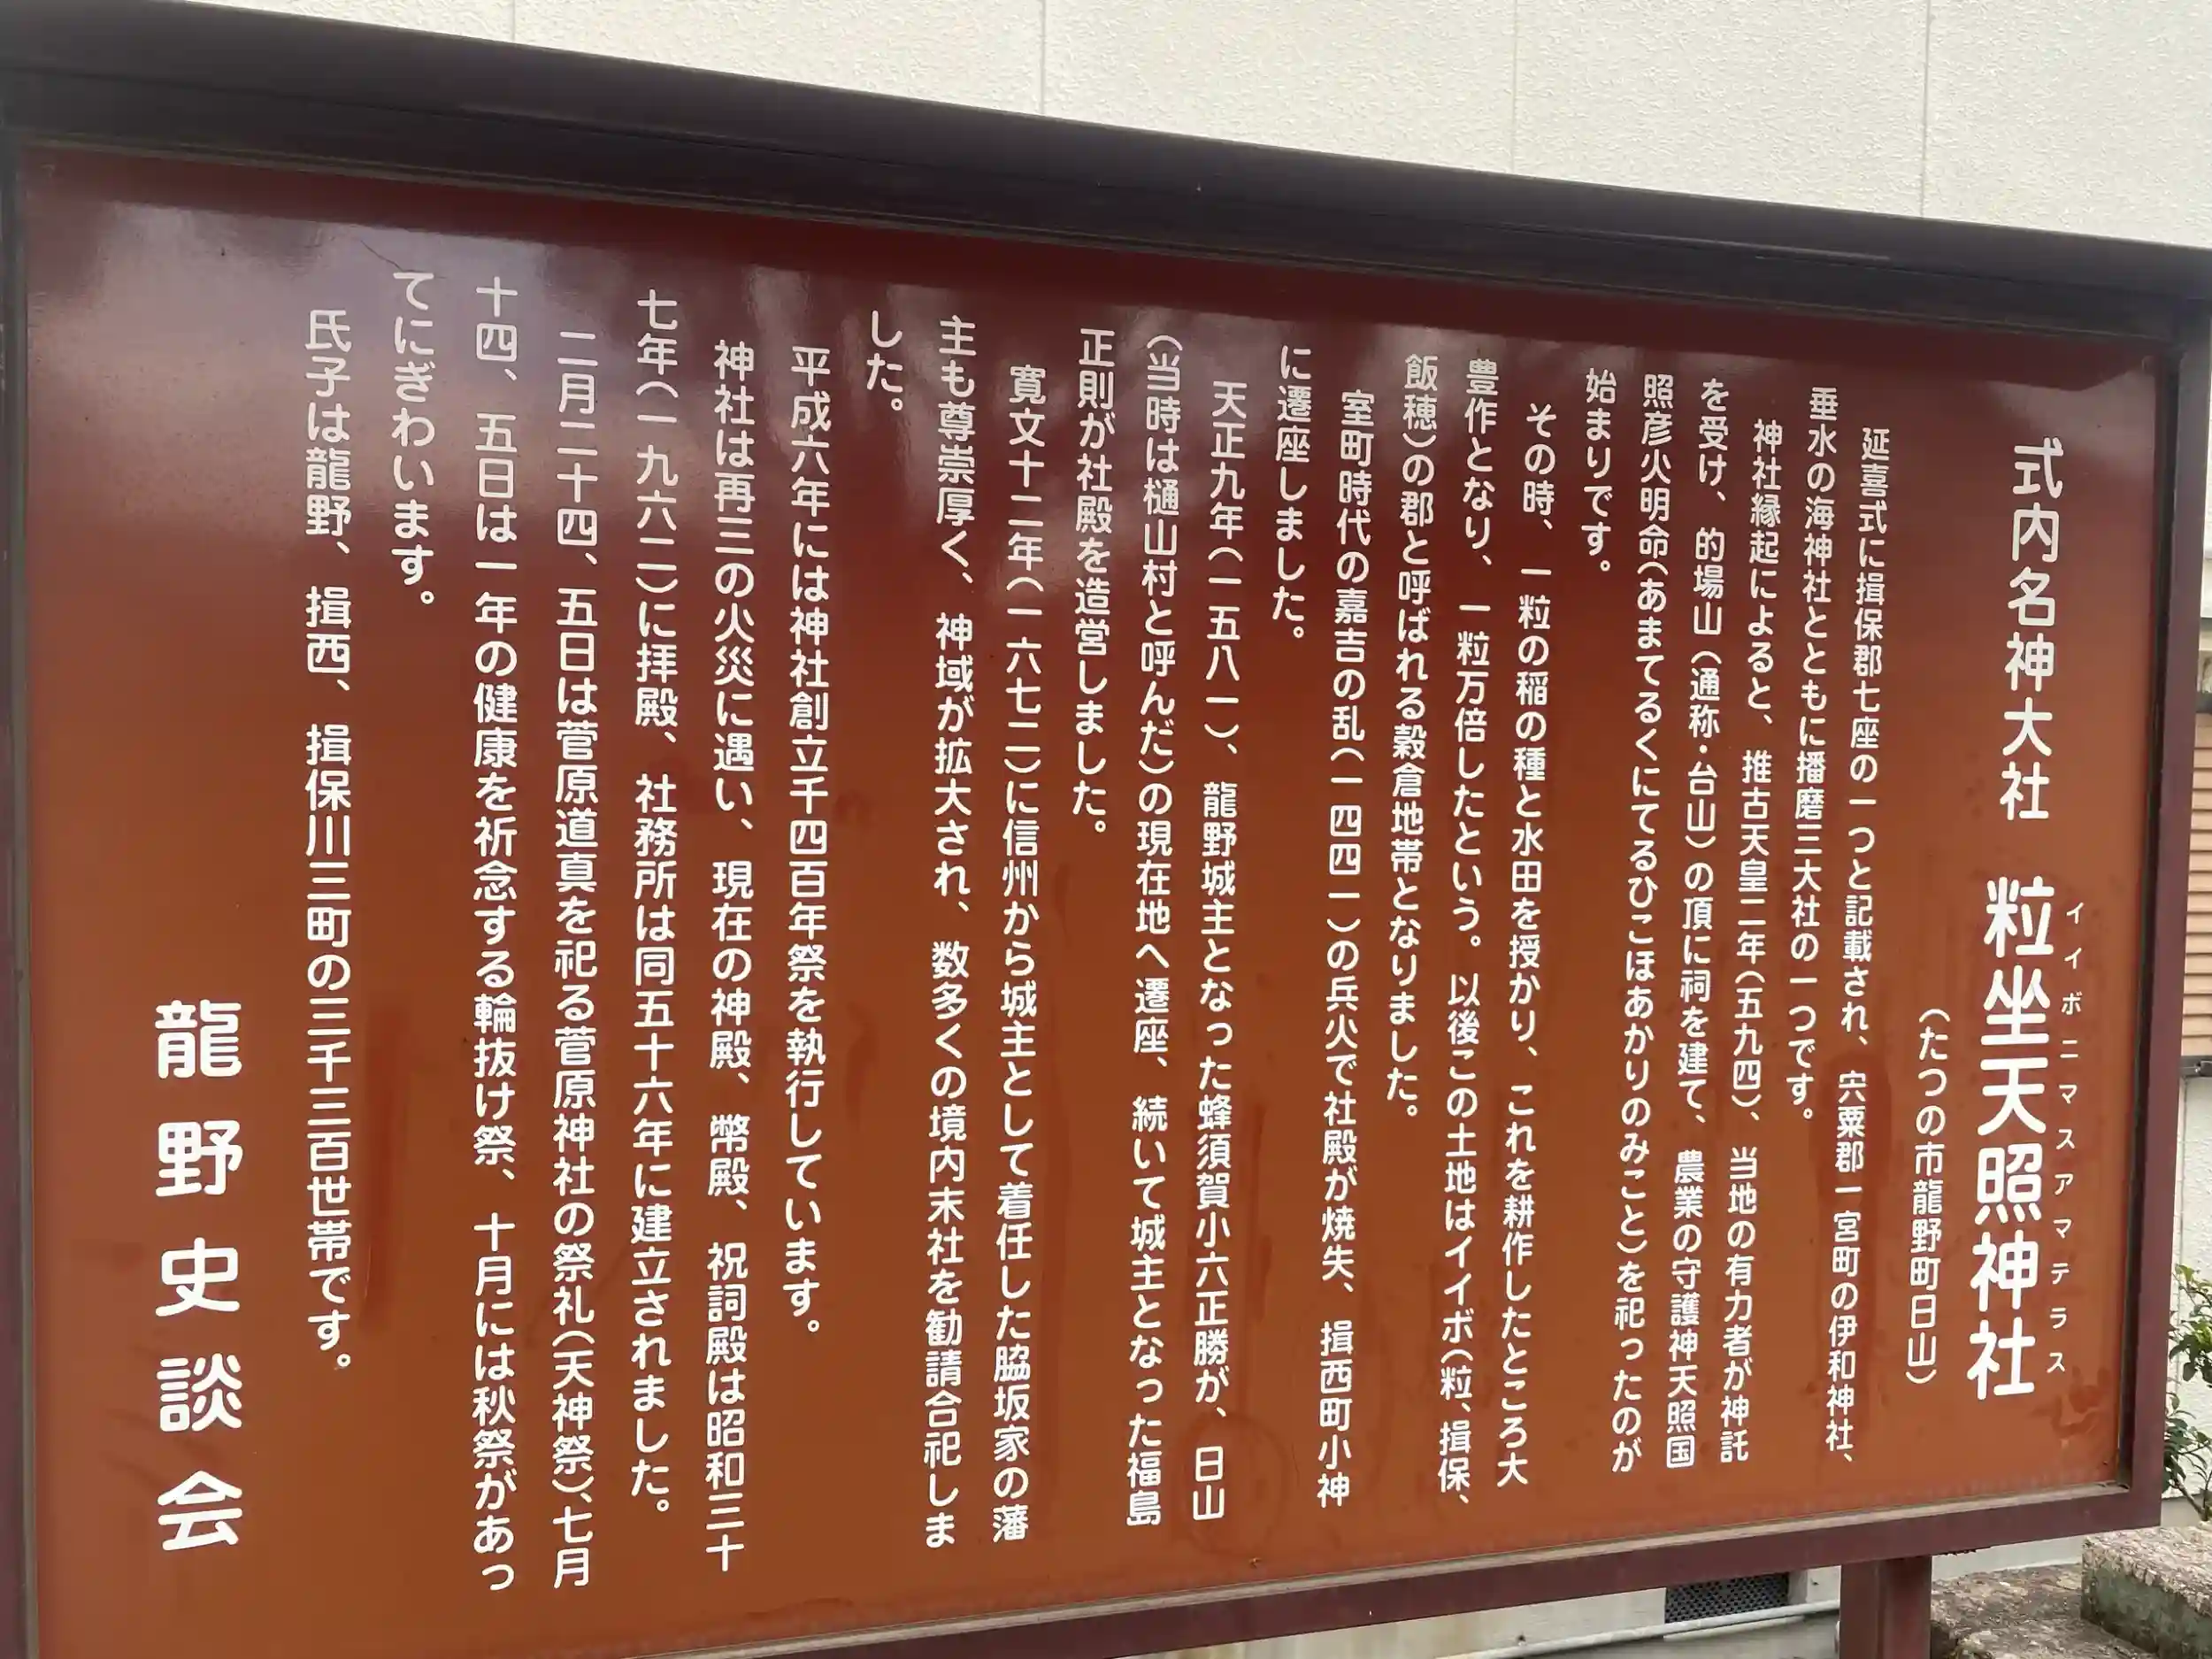 式内名神大社 粒坐天照神社
イイボニマスアマテラス
（たつの市龍野町日山）
延喜式に揖保郡七座の一つと記載され、宍粟郡一宮町の伊和神社、
垂水の海神社とともに播磨三大社の一つです。
神社縁起によると、推古天皇二年（五九四）、当地の有力者が神託
を受け、的場山（通称・台山）の頂に祠を建て、農業の守護神天照国
照彦火明命（あまてるくにてるひこほあかりのみこと）を祀ったのが
始まりです。
その時、一粒の稲の種と水田を授かり、これを耕作したところ大
豊作となり、一粒万倍したという。以後この土地はイイボ（粒、揖保、
飯穂）の郡と呼ばれる穀倉地帯となりました。
室町時代の嘉吉の乱（一四四一）の兵火で社殿が焼失、揖西町小神
に遷座しました。
天正九年（一五八一）、龍野城主となった蜂須賀小六正勝が、日山
（当時は樋山村と呼んだ）の現在地へ遷座、続いて城主となった福島
正則が社殿を造営しました。
寛文十二年（一六七二）に信州から城主として着任した脇坂家の藩
主も尊崇厚く、神域が拡大され、数多くの境内末社を勧請合祀しま
した。
平成六年には神社創立千四百年祭を執行しています。
神社は再三の火災に遇い、現在の神殿、幣殿、祝詞殿は昭和三十
七年（一九六二）に拝殿、社務所は同五十六年に建立されました。
二月二十四、五日は菅原道真を祀る菅原神社の祭礼（天神祭）、七月
十四、五日は一年の健康を祈念する輪抜け祭、十月には秋祭があっ
てにぎわいます。
氏子は龍野、揖西、揖保川三町の三千三百世帯です。
龍野史談会